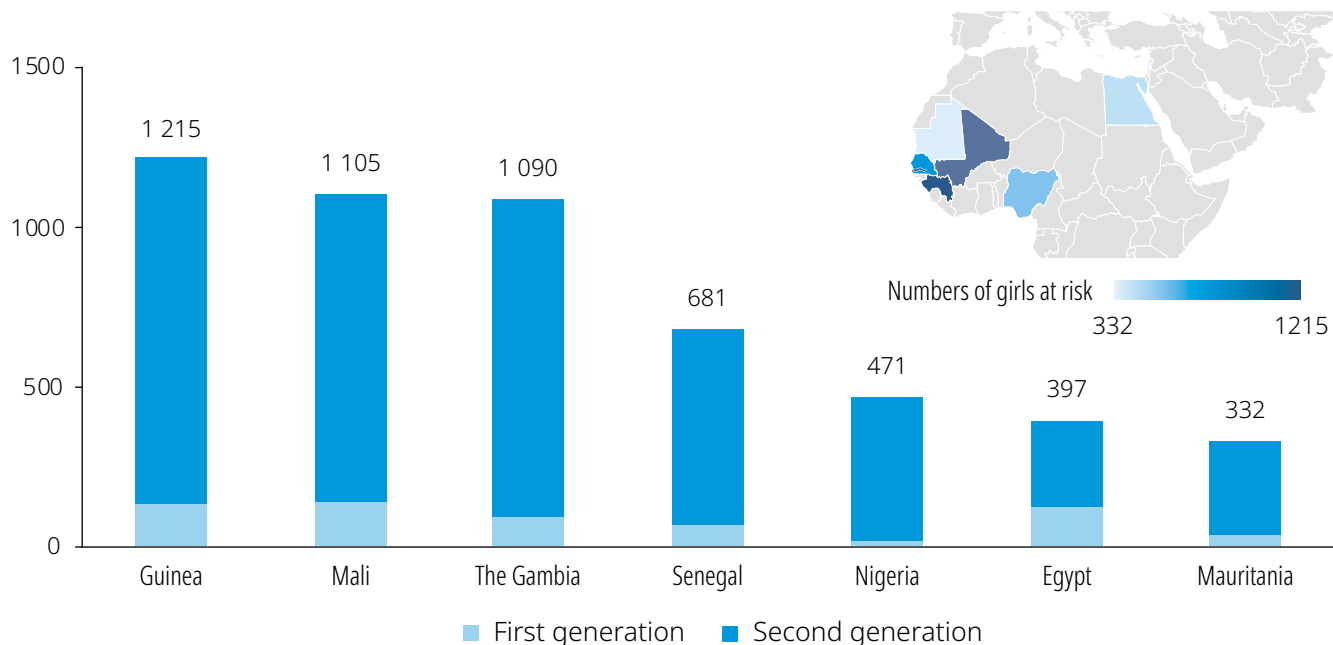 1500
1000
500
0
1 215
1 105
1 090
681
471
397
332
Guinea
Mali
The Gambia
Senegal
Nigeria
Egypt
Mauritania
First generation
Second generation
Numbers of girls at risk
332
1215